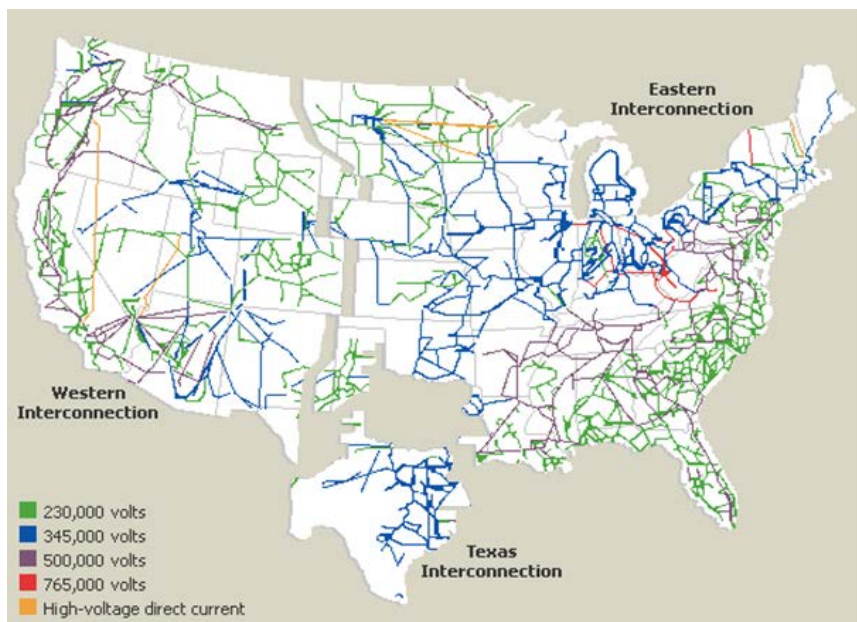 Eastern
Interconnection
Western
Interconnection
Texas
Interconnection
230,000 volts
345,000 volts
500,000 volts
765,000 volts
High-voltage direct current